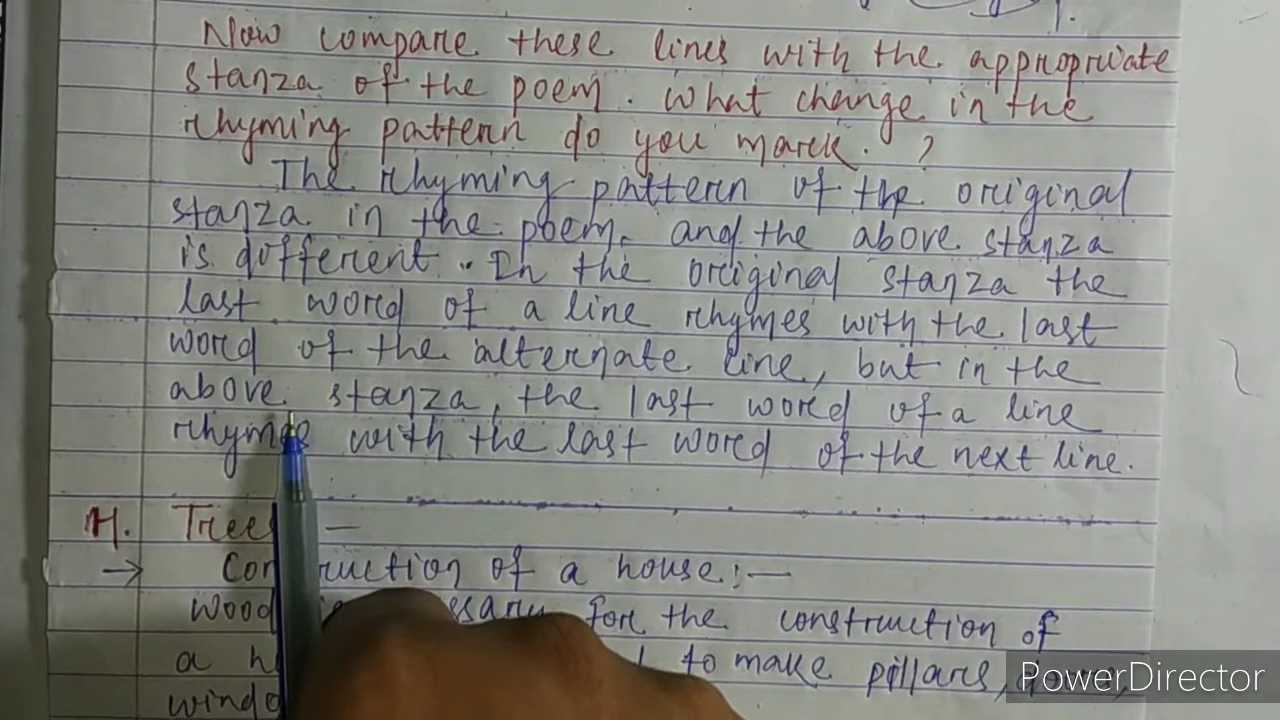 Now compare these lines with the appropriate
stanza of the poem. What change in the
rhyming pattern do you mark. ?
The rhyming pattern of the original
stanza in the poem. and the above stanza
is different. In the original stanza the
last word of a line rhymes with the last
word of the alternate line, but in the
above stanza, the last word of a line
rhymes with the last word of the next line.
H. Trees —
→ Construction of a house:—
Wood for the construction of
a to make pillars, doors,
PowerDirector